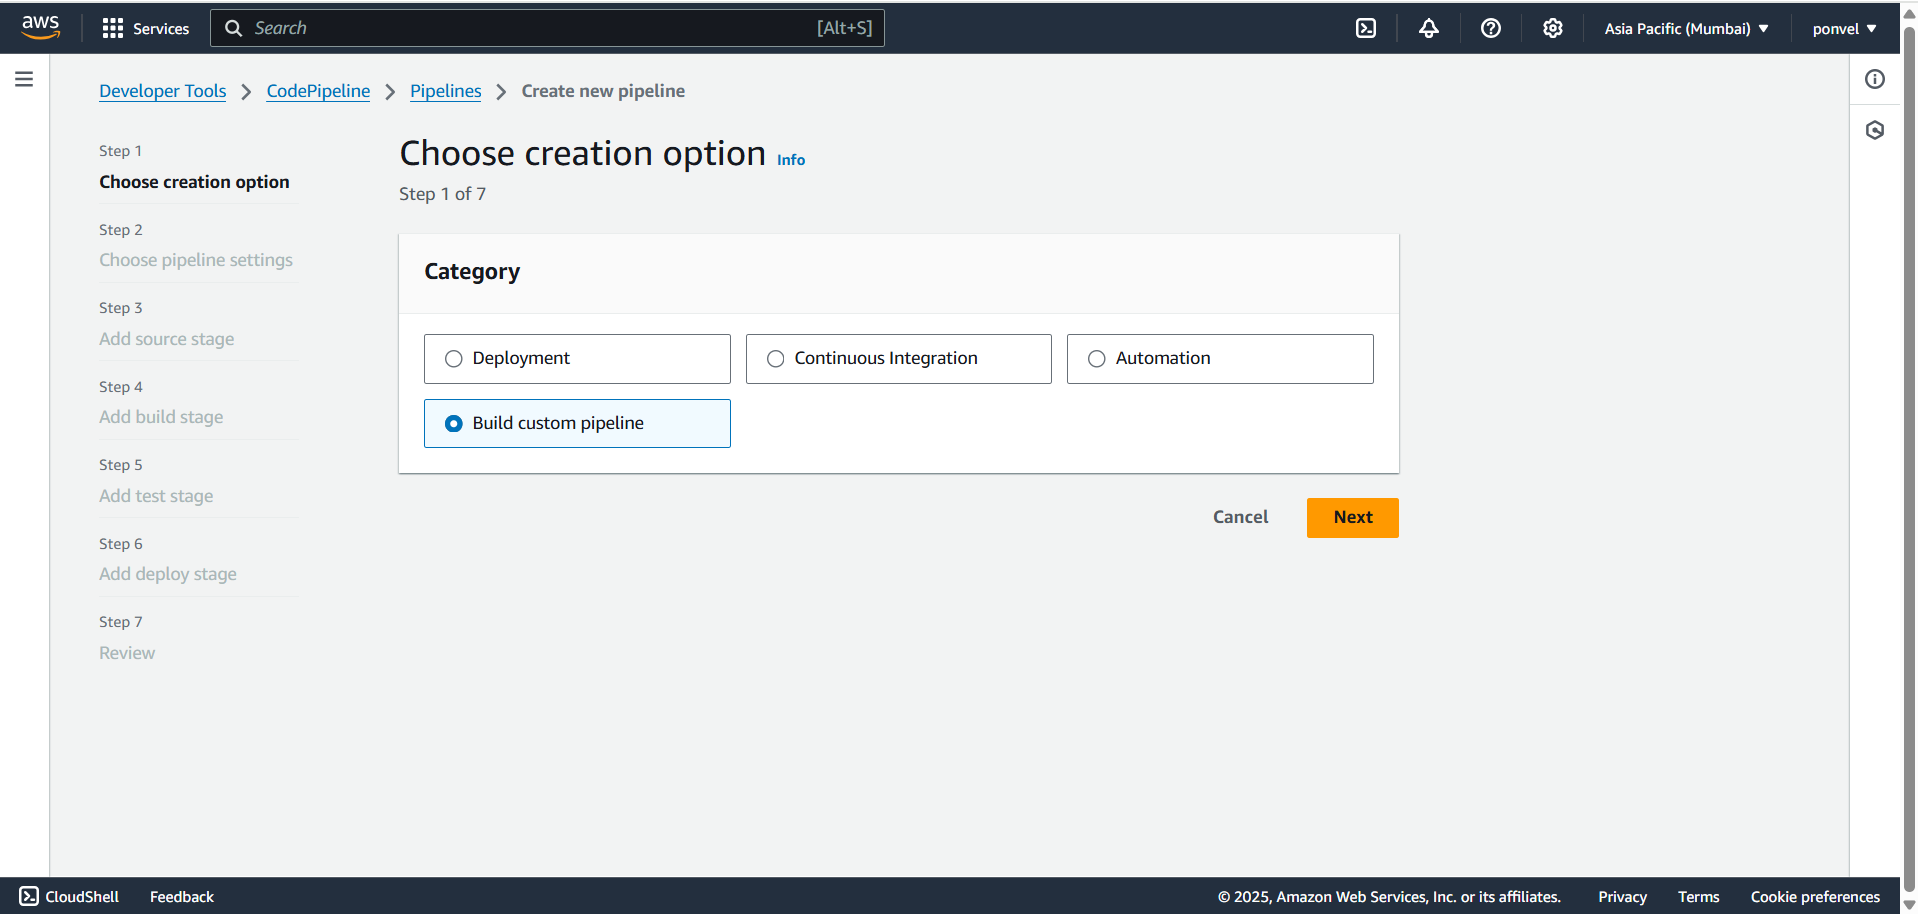 aws
Services
Search
[Alt+S]
Asia Pacific (Mumbai)
ponvel
Developer Tools
CodePipeline
Pipelines
Create new pipeline
Step 1
Choose creation option
Step 2
Choose pipeline settings
Step 3
Add source stage
Step 4
Add build stage
Step 5
Add test stage
Step 6
Add deploy stage
Step 7
Review
Choose creation option Info
Step 1 of 7
Category
Deployment
Continuous Integration
Automation
Build custom pipeline
Cancel
Next
CloudShell
Feedback
© 2025, Amazon Web Services, Inc. or its affiliates.
Privacy
Terms
Cookie preferences